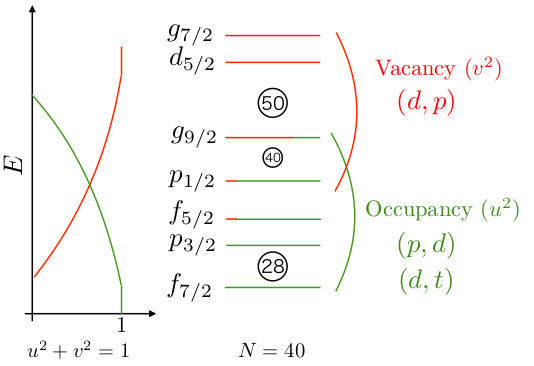 E
1
u² + v² = 1
g₇/₂
d₅/₂
50
g₉/₂
40
p₁/₂
f₅/₂
p₃/₂
28
f₇/₂
N = 40
Vacancy (v²)
(d, p)
Occupancy (u²)
(p, d)
(d, t)